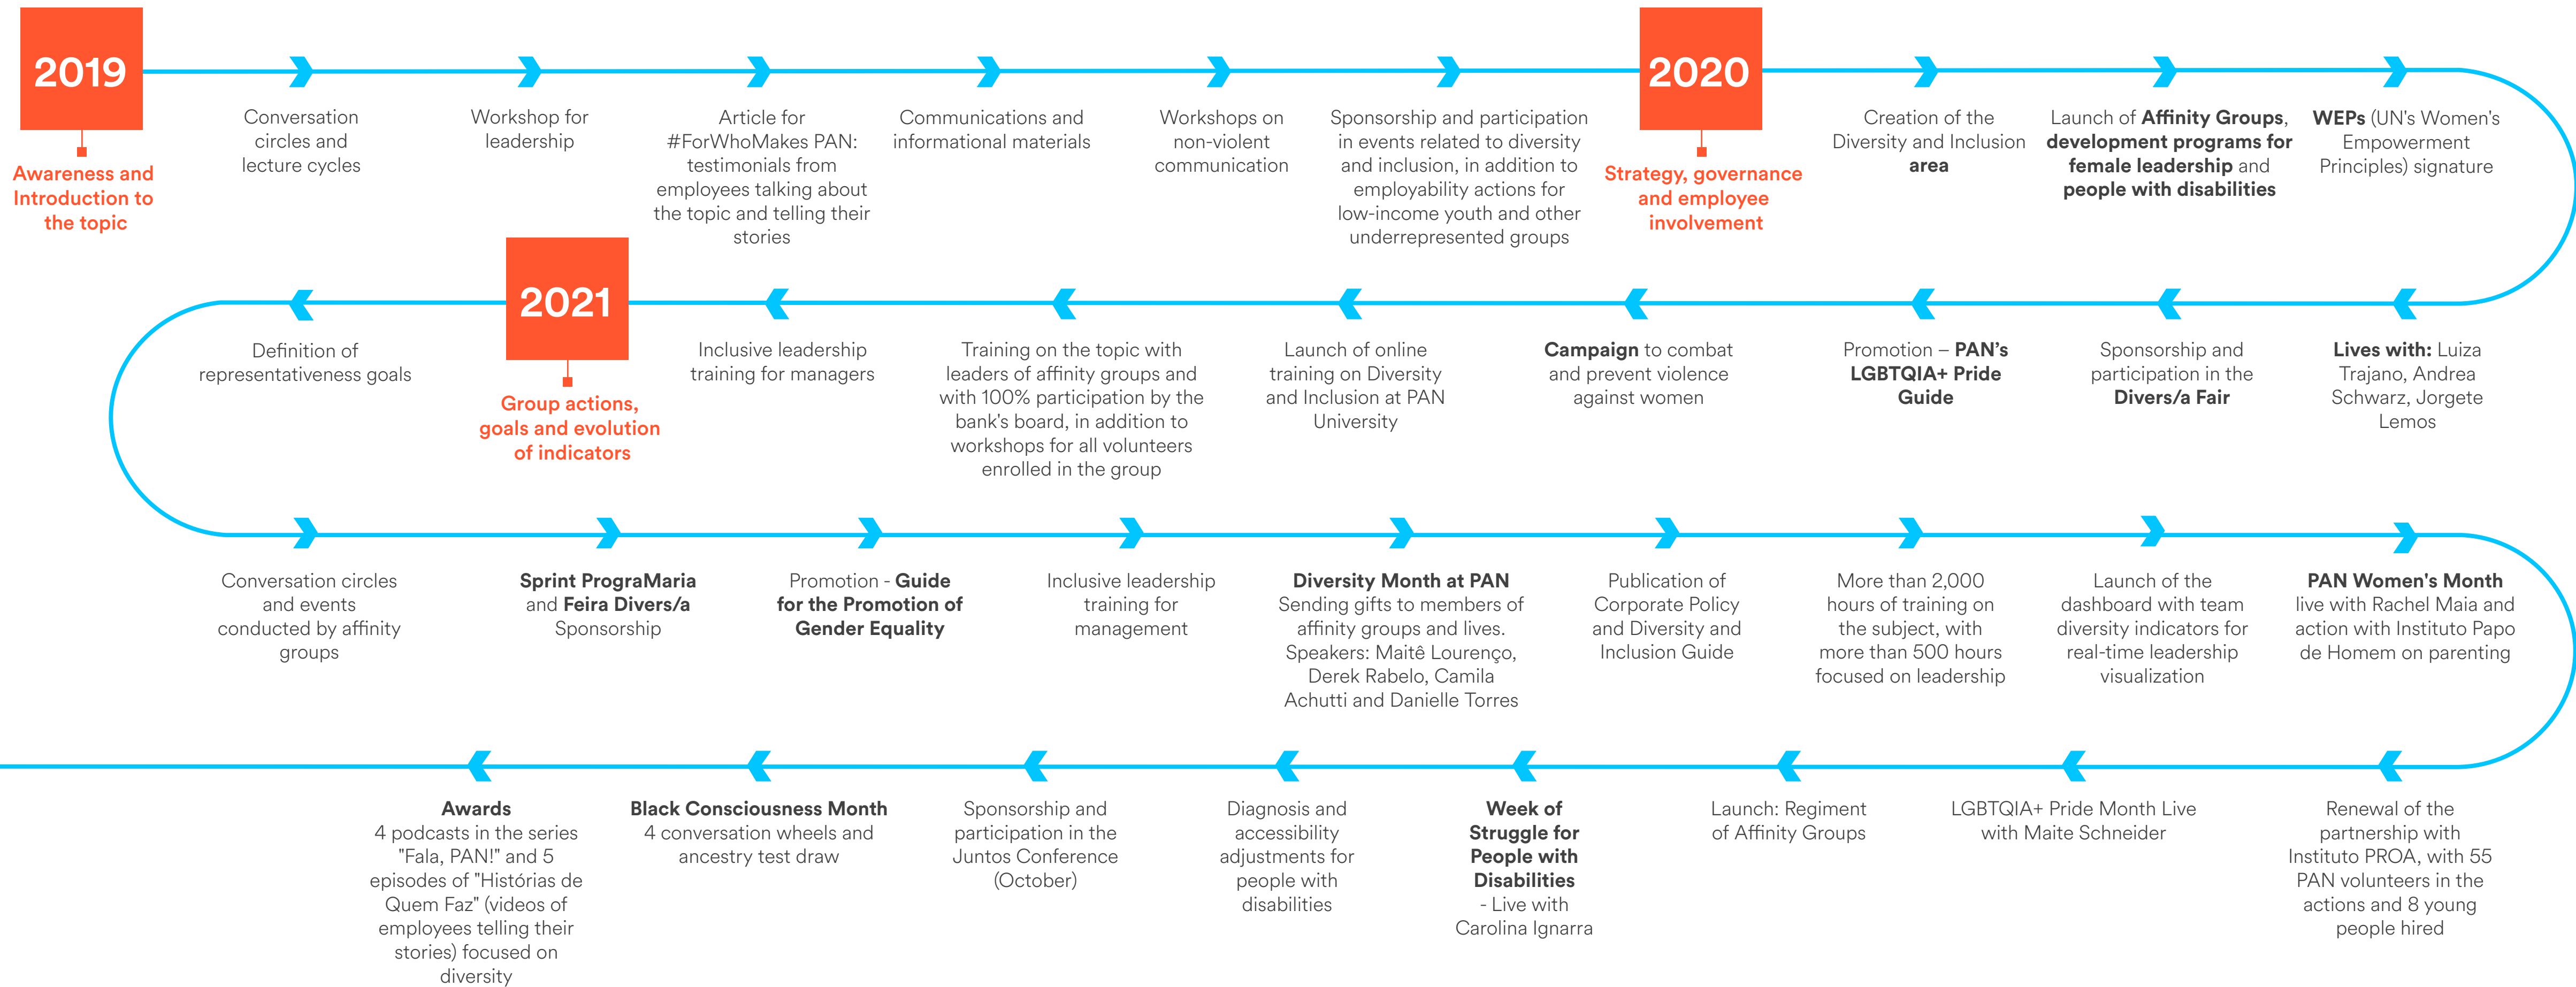 2019
Awareness and
Introduction to
the topic
Conversation
circles and
lecture cycles
Workshop for
leadership
Article for
#ForWhoMakes PAN:
testimonials from
employees talking about
the topic and telling their
stories
Communications and
informational materials
Workshops on
non-violent
communication
Sponsorship and participation
in events related to diversity
and inclusion, in addition to
employability actions for
low-income youth and other
underrepresented groups
2020
Strategy, governance
and employee
involvement
Creation of the
Diversity and Inclusion
area
Launch of Affinity Groups,
development programs for
female leadership and
people with disabilities
WEPs (UN's Women's
Empowerment
Principles) signature
Lives with: Luiza
Trajano, Andrea
Schwarz, Jorgete
Lemos
Sponsorship and
participation in the
Divers/a Fair
Promotion – PAN’s
LGBTQIA+ Pride
Guide
Campaign to combat
and prevent violence
against women
Launch of online
training on Diversity
and Inclusion at PAN
University
Training on the topic with
leaders of affinity groups and
with 100% participation by the
bank's board, in addition to
workshops for all volunteers
enrolled in the group
Inclusive leadership
training for managers
2021
Group actions,
goals and evolution
of indicators
Definition of
representativeness goals
Conversation circles
and events
conducted by affinity
groups
Sprint PrograMaria
and Feira Divers/a
Sponsorship
Promotion - Guide
for the Promotion of
Gender Equality
Inclusive leadership
training for
management
Diversity Month at PAN
Sending gifts to members of
affinity groups and lives.
Speakers: Maitê Lourenço,
Derek Rabelo, Camila
Achutti and Danielle Torres
Publication of
Corporate Policy
and Diversity and
Inclusion Guide
More than 2,000
hours of training on
the subject, with
more than 500 hours
focused on leadership
Launch of the
dashboard with team
diversity indicators for
real-time leadership
visualization
PAN Women's Month
live with Rachel Maia and
action with Instituto Papo
de Homem on parenting
Renewal of the
partnership with
Instituto PROA, with 55
PAN volunteers in the
actions and 8 young
people hired
LGBTQIA+ Pride Month Live
with Maite Schneider
Launch: Regiment
of Affinity Groups
Week of
Struggle for
People with
Disabilities
- Live with
Carolina Ignarra
Diagnosis and
accessibility
adjustments for
people with
disabilities
Sponsorship and
participation in the
Juntos Conference
(October)
Black Consciousness Month
4 conversation wheels and
ancestry test draw
Awards
4 podcasts in the series
"Fala, PAN!" and 5
episodes of "Histórias de
Quem Faz" (videos of
employees telling their
stories) focused on
diversity